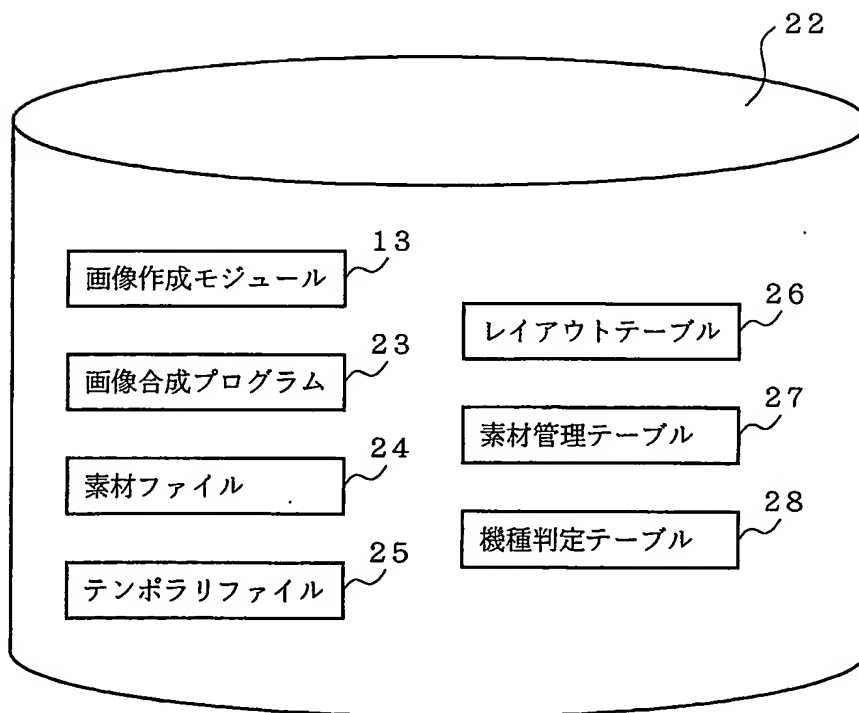 22
画像作成モジュール 13
画像合成プログラム 23
素材ファイル 24
テンポラリファイル 25
レイアウトテーブル 26
素材管理テーブル 27
機種判定テーブル 28